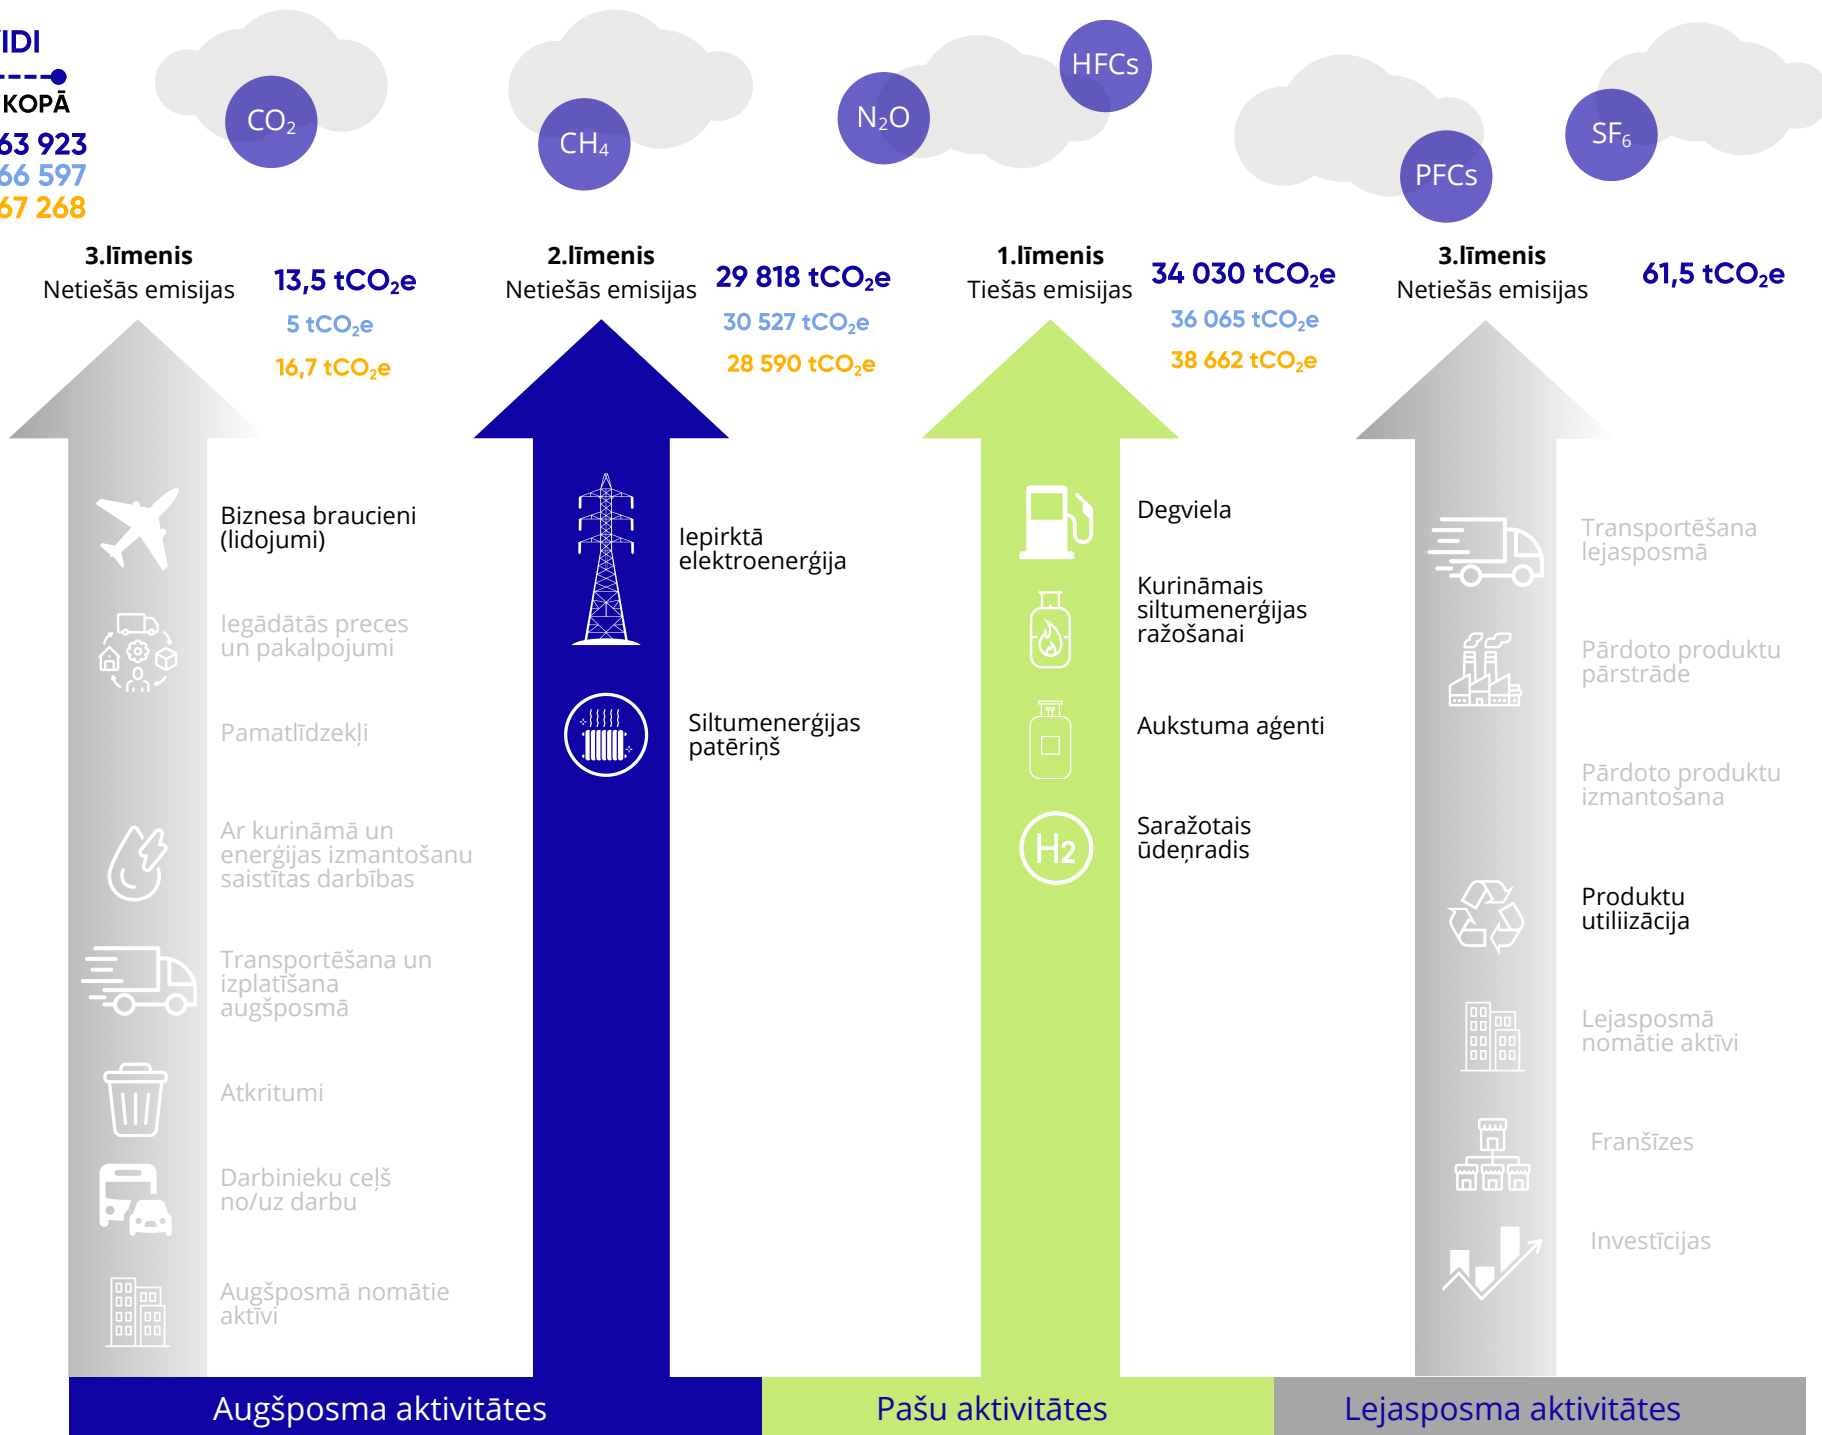 KOPĀ
63 923
66 597
67 268
CO₂
CH₄
N₂O
HFCs
PFCs
SF₆
3.līmenis
Netiešās emisijas
13,5 tCO₂e
5 tCO₂e
16,7 tCO₂e
2.līmenis
Netiešās emisijas
29 818 tCO₂e
30 527 tCO₂e
28 590 tCO₂e
1.līmenis
Tiešās emisijas
34 030 tCO₂e
36 065 tCO₂e
38 662 tCO₂e
3.līmenis
Netiešās emisijas
61,5 tCO₂e
Biznesa braucieni
(lidojumi)
Iegādātās preces
un pakalpojumi
Pamatlīdzekļi
Ar kurināmā un
enerģijas izmantošanu
saistītas darbības
Transportēšana un
izplatīšana
augšposmā
Atkritumi
Darbinieku ceļš
no/uz darbu
Augšposmā nomātie
aktīvi
Iepirktā
elektroenerģija
Siltumenerģijas
patēriņš
Degviela
Kurināmais
siltumenerģijas
ražošanai
Aukstuma aģenti
Saražotais
ūdeņradis
H2
Transportēšana
lejasposmā
Pārdoto produktu
pārstrāde
Pārdoto produktu
izmantošana
Produktu
utiliizācija
Lejasposmā
nomātie aktīvi
Franšīzes
Investīcijas
Augšposma aktivitātes
Pašu aktivitātes
Lejasposma aktivitātes